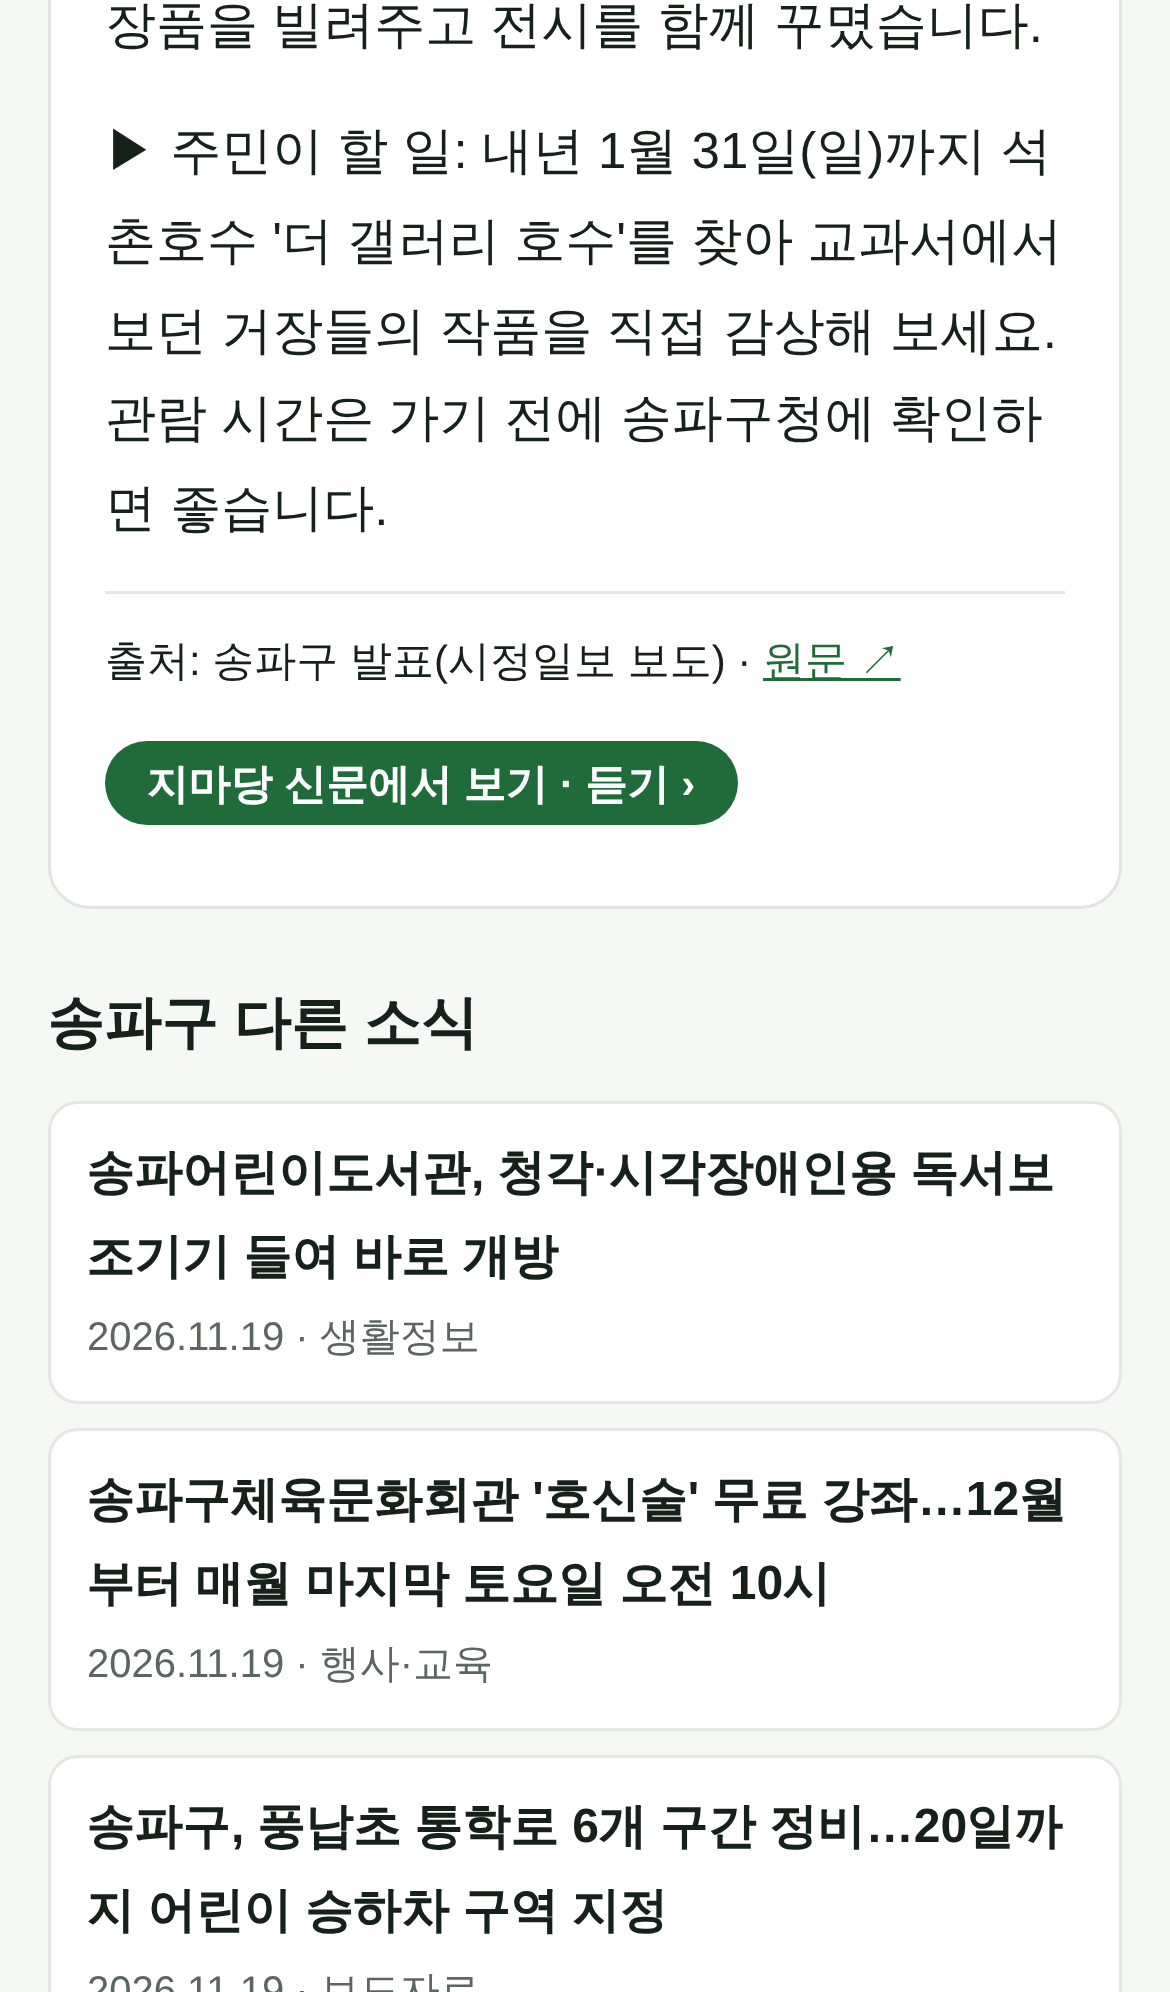 장품을 빌려주고 전시를 함께 꾸몄습니다.
▶ 주민이 할 일: 내년 1월 31일(일)까지 석
촌호수 '더 갤러리 호수'를 찾아 교과서에서
보던 거장들의 작품을 직접 감상해 보세요.
관람 시간은 가기 전에 송파구청에 확인하
면 좋습니다.
출처: 송파구 발표(시정일보 보도) · 원문 ↗
지마당 신문에서 보기 · 듣기 ›
송파구 다른 소식
송파어린이도서관, 청각·시각장애인용 독서보
조기기 들여 바로 개방
2026.11.19 · 생활정보
송파구체육문화회관 '호신술' 무료 강좌…12월
부터 매월 마지막 토요일 오전 10시
2026.11.19 · 행사·교육
송파구, 풍납초 통학로 6개 구간 정비…20일까
지 어린이 승하차 구역 지정
2026.11.19 · 보도자료